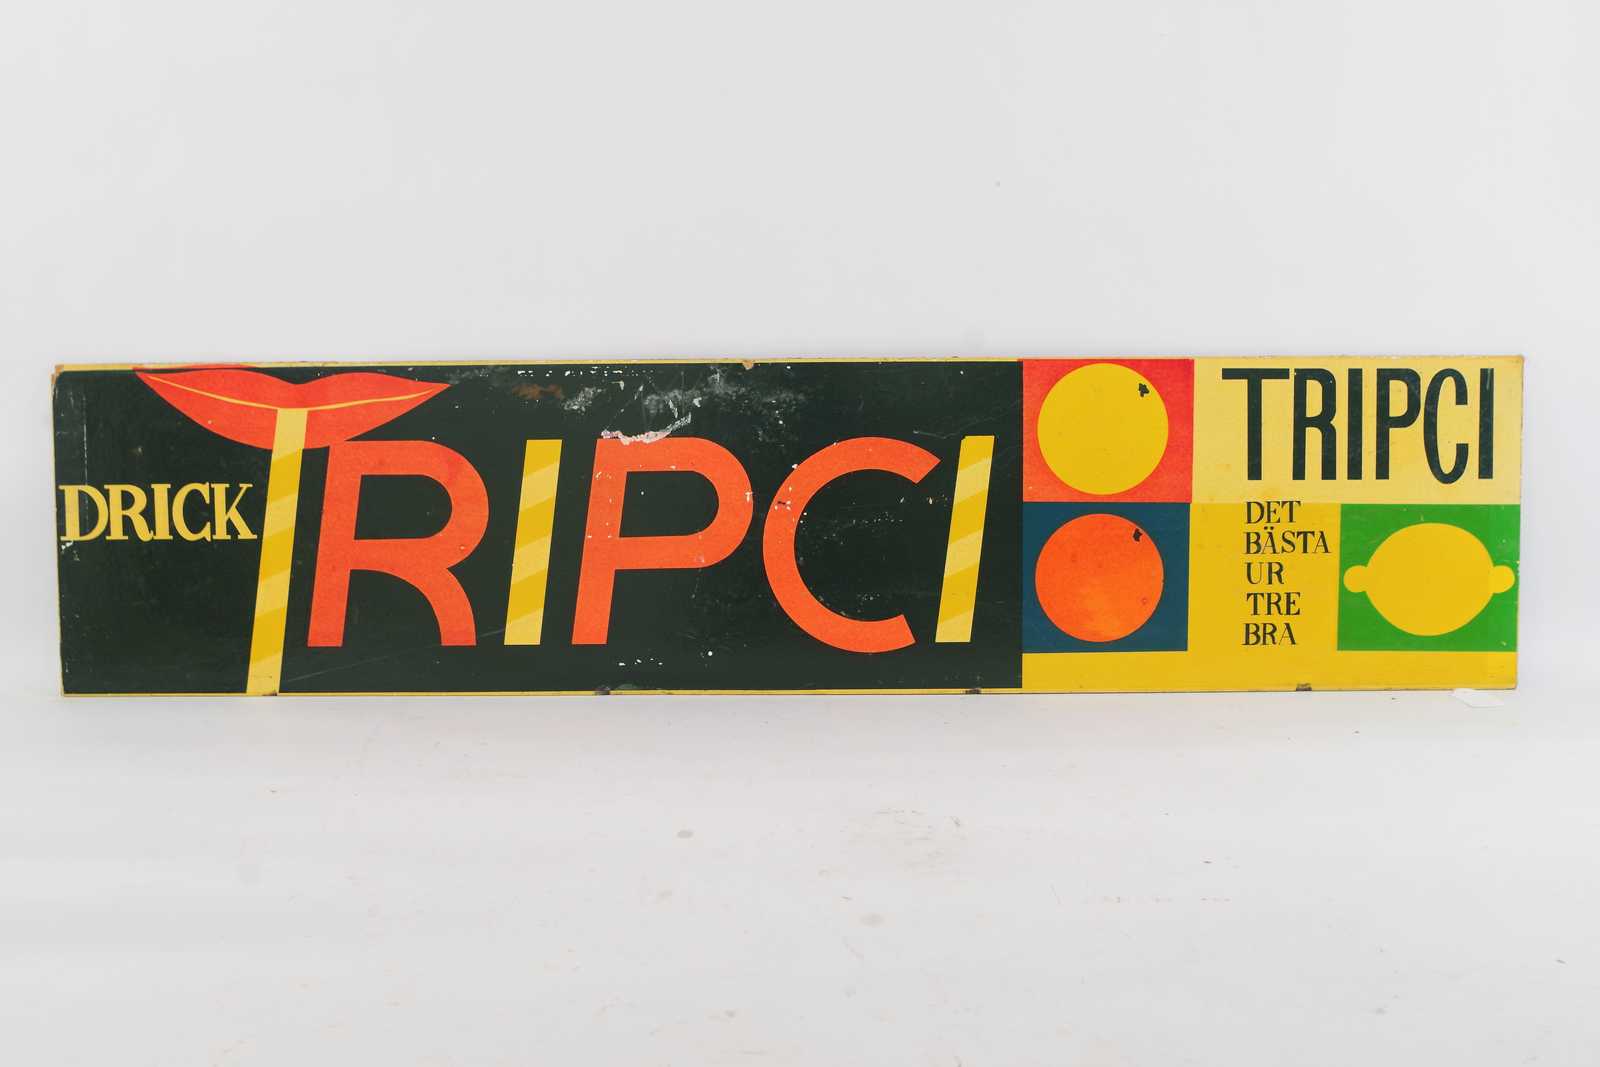 DRICK TRIPCI
TRIPCI
DET
BÄSTA
UR
TRE
BRA